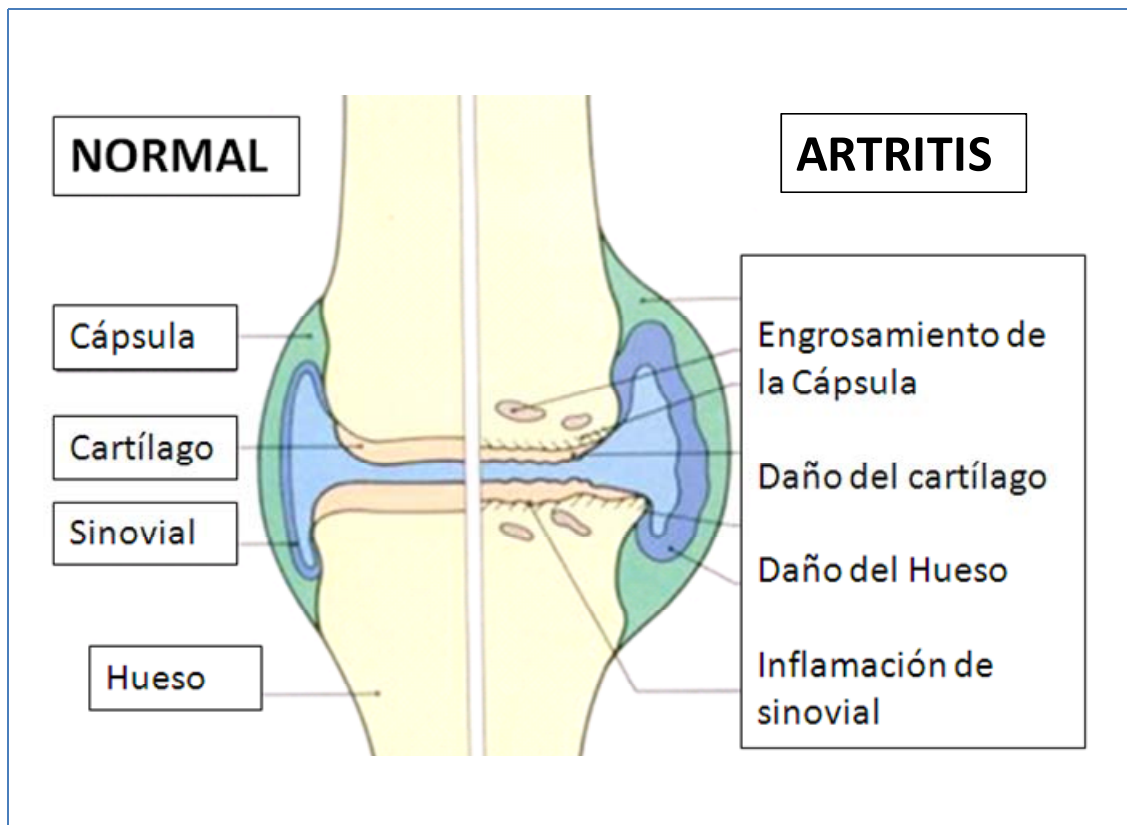 NORMAL
ARTRITIS
Cápsula
Cartílago
Sinovial
Hueso
Engrosamiento de
la Cápsula
Daño del cartílago
Daño del Hueso
Inflamación de
sinovial